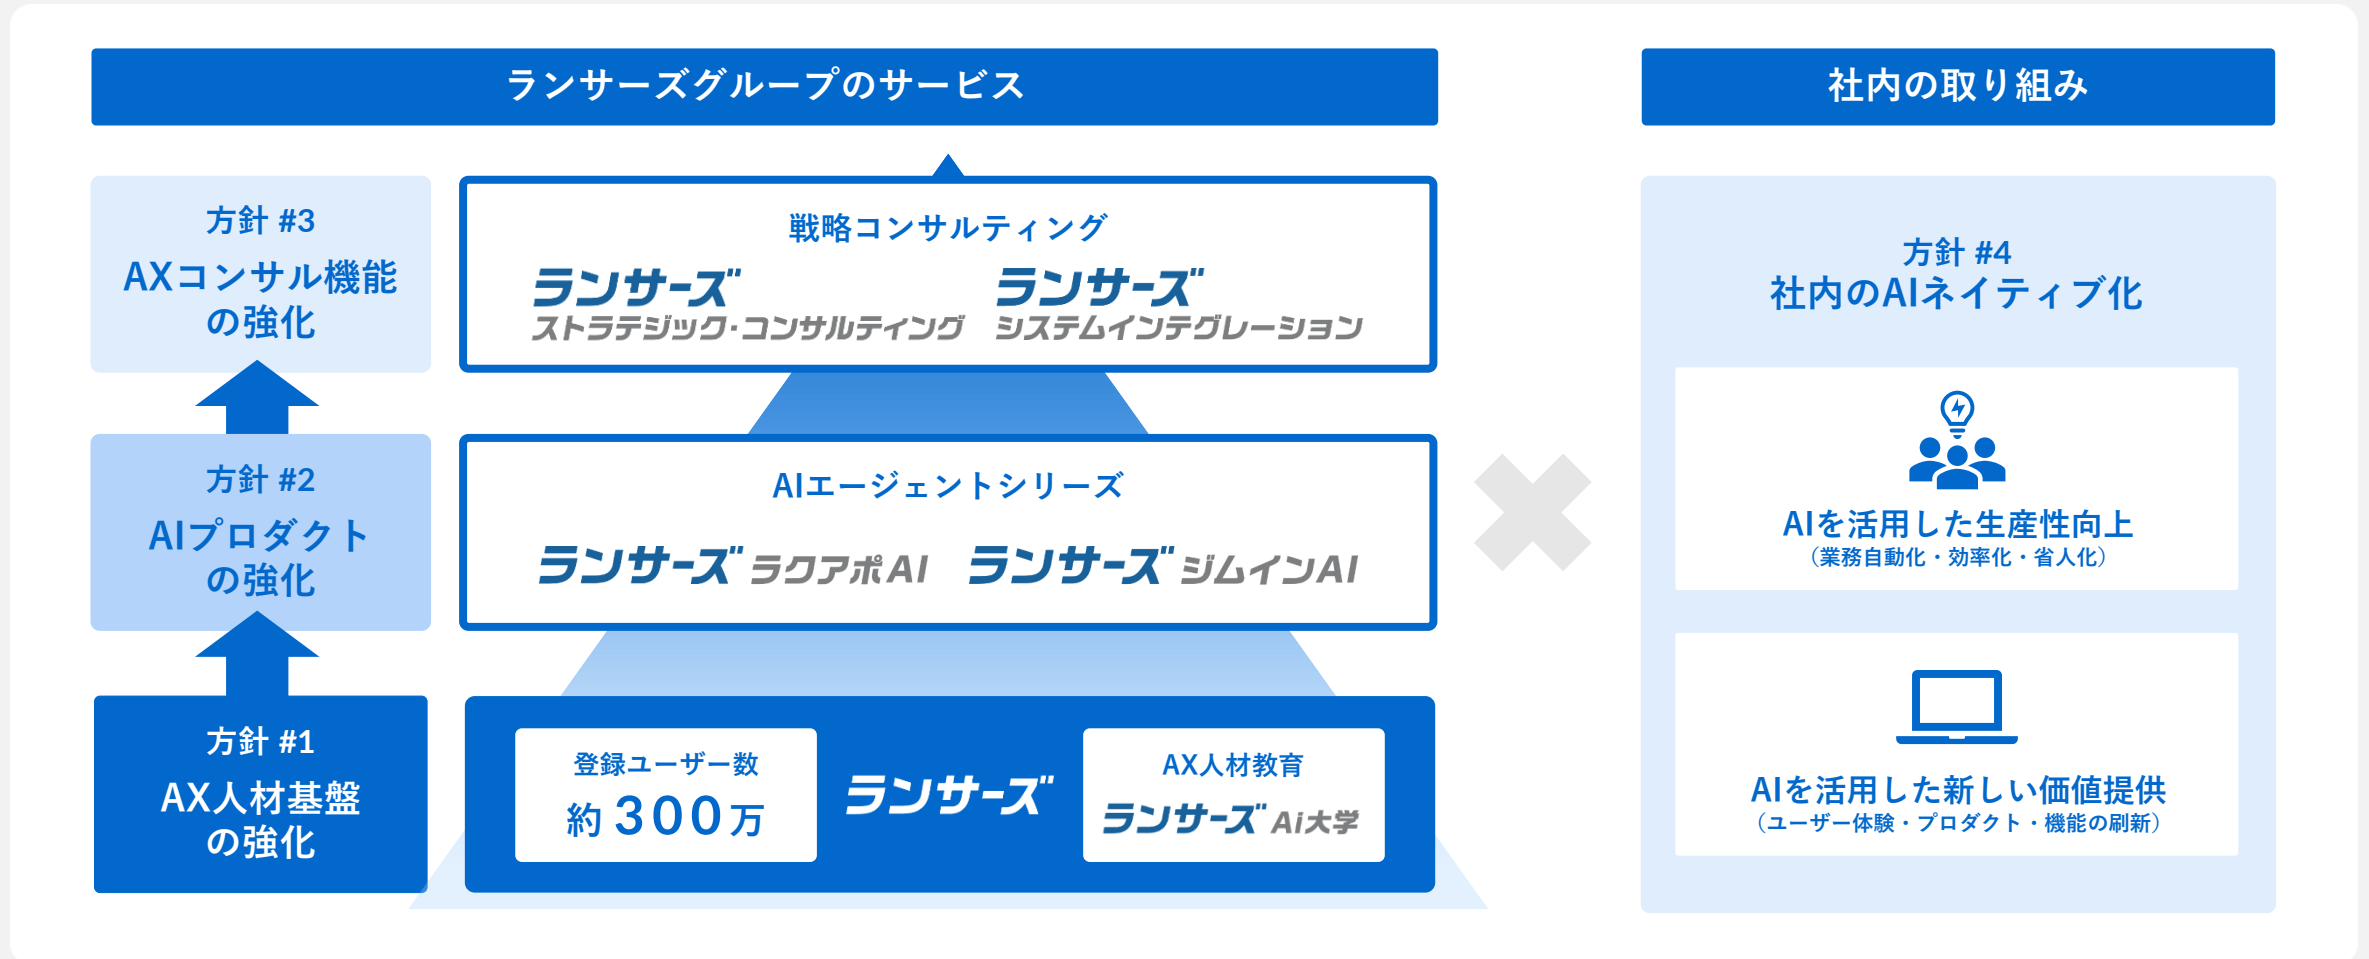 ランサーズグループのサービス
方針 #3
AXコンサル機能
の強化
戦略コンサルティング
ランサーズ
ストラテジック・コンサルティング
ランサーズ
システムインテグレーション
方針 #2
AIプロダクト
の強化
AIエージェントシリーズ
ランサーズ ラクアポAI
ランサーズ ジムインAI
方針 #1
AX人材基盤
の強化
登録ユーザー数
約 300 万
ランサーズ
AX人材教育
ランサーズ Ai大学
社内の取り組み
方針 #4
社内のAIネイティブ化
AIを活用した生産性向上
（業務自動化・効率化・省人化）
AIを活用した新しい価値提供
（ユーザー体験・プロダクト・機能の刷新）